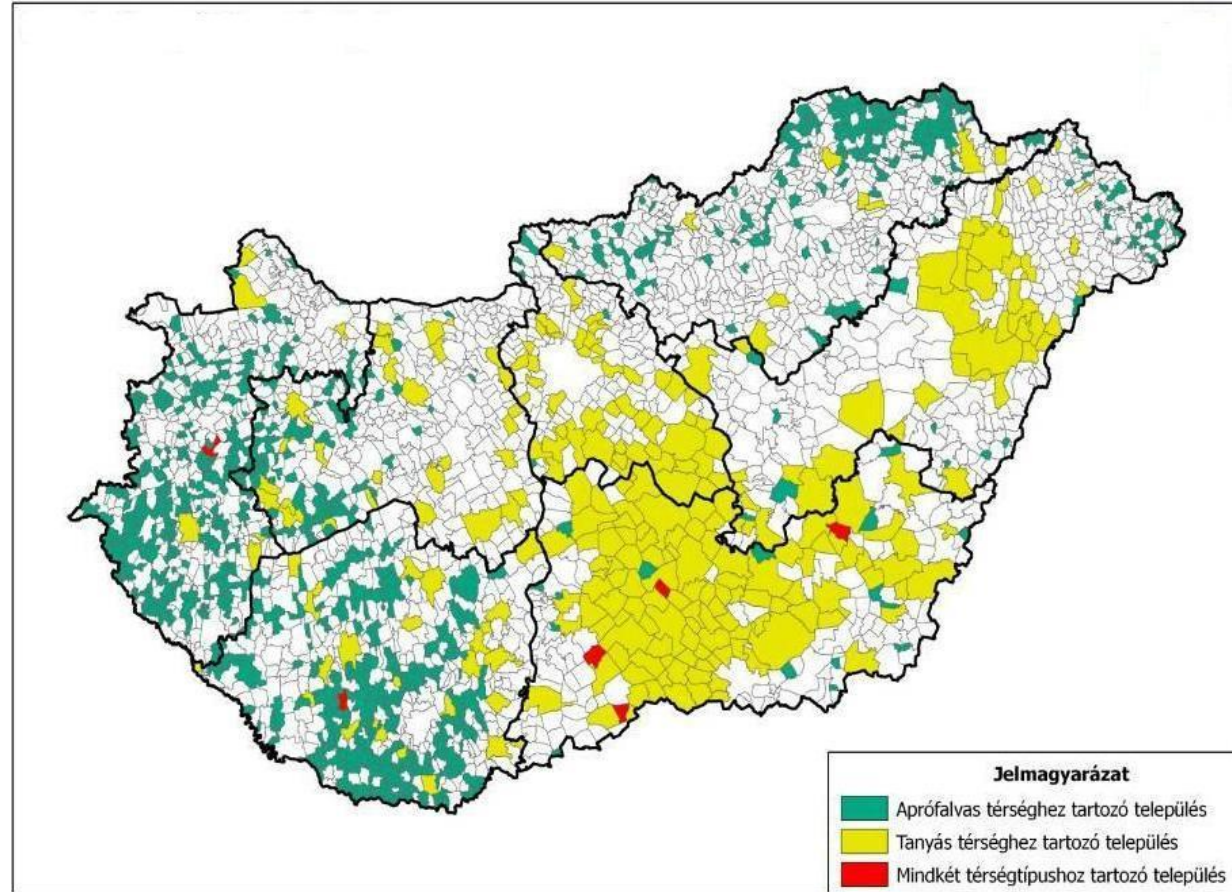 Jelmagyarázat
Aprófalvas térséghez tartozó település
Tanyás térséghez tartozó település
Mindkét térségtípushoz tartozó település